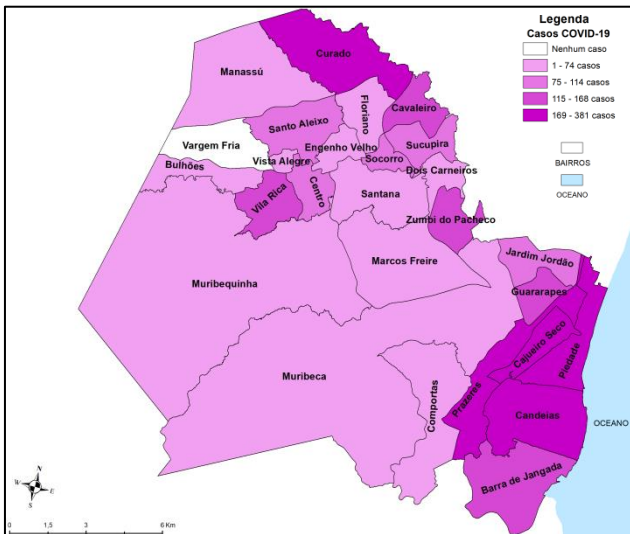 Legenda
Casos COVID-19
Nenhum caso
1 - 74 casos
75 - 114 casos
115 - 168 casos
169 - 381 casos
BAIRROS
OCEANO
Curado
Manassú
Floriano
Cavaleiro
Santo Aleixo
Vargem Fria
Engenho Velho
Sucupira
Vista Alegre
Socorro
Bulhões
Dois Carneiros
Vila Rica
Centro
Santana
Zumbi do Pacheco
Jardim Jordão
Marcos Freire
Muribequinha
Guararapes
Cajueiro Seco
Piedade
Muribeca
Comportas
Prazeres
Candeias
OCEANO
Barra de Jangada
N
W
E
S
0 1,5 3 6 Km